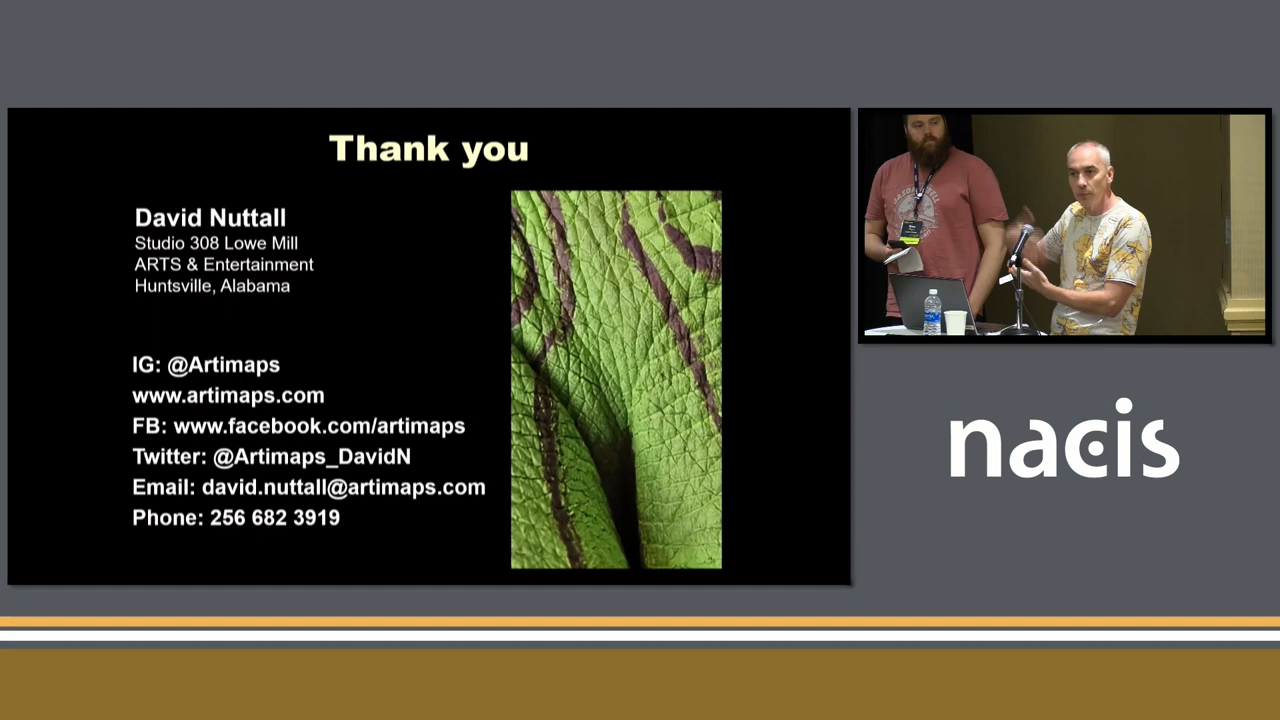 Thank you
David Nuttall
Studio 308 Lowe Mill
ARTS & Entertainment
Huntsville, Alabama
IG: @Artimaps
www.artimaps.com
FB: www.facebook.com/artimaps
Twitter: @Artimaps_DavidN
Email: david.nuttall@artimaps.com
Phone: 256 682 3919
nacis